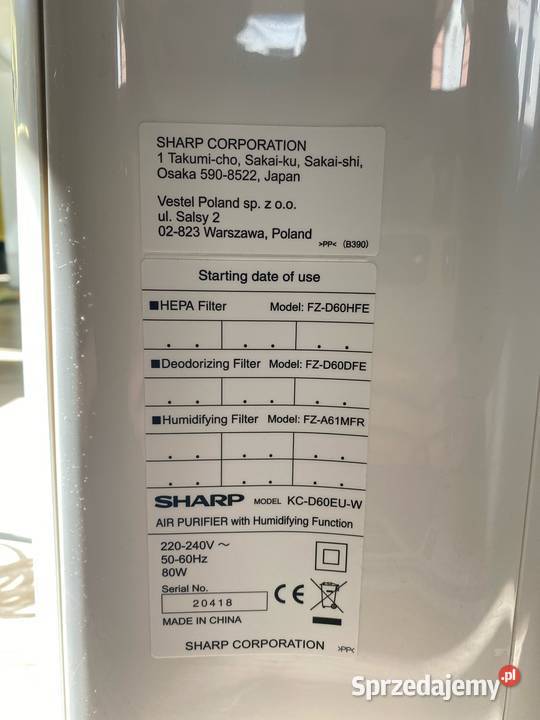 SHARP CORPORATION
1 Takumi-cho, Sakai-ku, Sakai-shi,
Osaka 590-8522, Japan
Vestel Poland sp. z o.o.
ul. Salsy 2
02-823 Warszawa, Poland
>PP< (B390)
Starting date of use
■HEPA Filter Model: FZ-D60HFE
. . . . . .
■Deodorizing Filter Model: FZ-D60DFE
. . . . . .
■Humidifying Filter Model: FZ-A61MFR
. . . . . .
. . . . . .
SHARP MODEL KC-D60EU-W
AIR PURIFIER with Humidifying Function
220-240V ~
50-60Hz
80W
Serial No.
20418
CE
MADE IN CHINA
SHARP CORPORATION >PP<
Sprzedajemy.pl